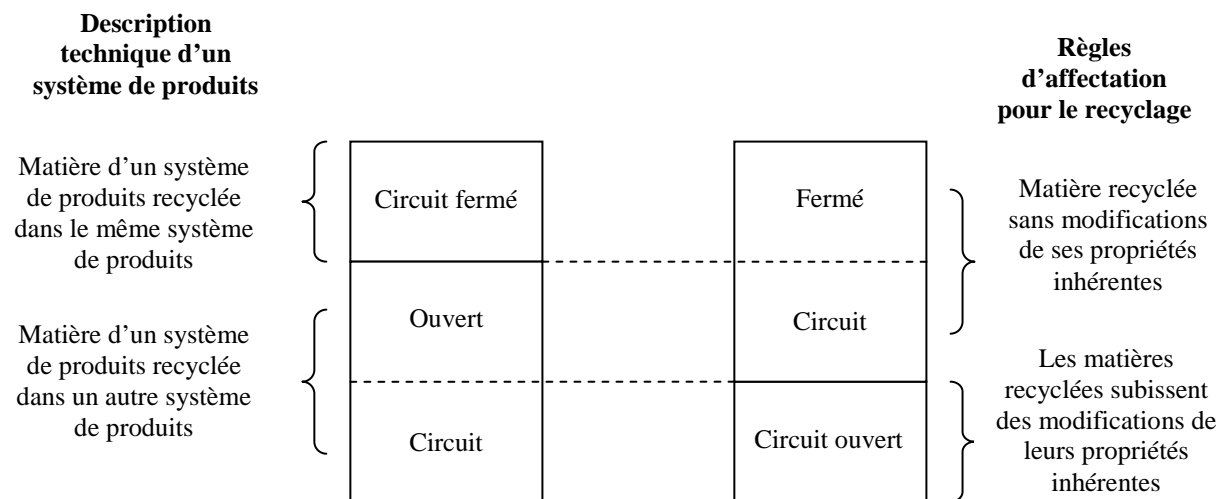 Description
technique d’un
système de produits
Matière d’un système
de produits recyclée
dans le même système
de produits
Matière d’un système
de produits recyclée
dans un autre système
de produits
Circuit fermé
Ouvert
Circuit
Fermé
Circuit
Circuit ouvert
Règles
d’affectation
pour le recyclage
Matière recyclée
sans modifications
de ses propriétés
inhérentes
Les matières
recyclées subissent
des modifications de
leurs propriétés
inhérentes